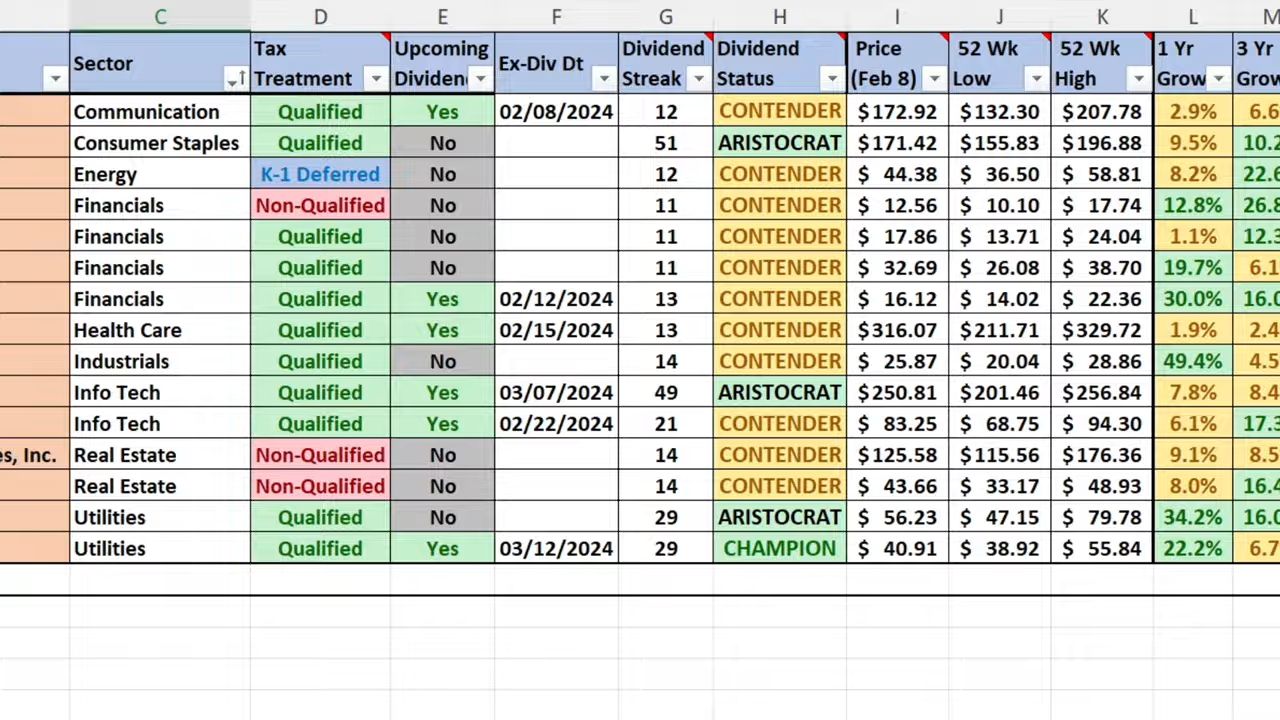 C D E F G H I J K L M
Sector Tax Treatment Upcoming Dividen Ex-Div Dt Dividend Streak Dividend Status Price (Feb 8) 52 Wk Low 52 Wk High 1 Yr Grow 3 Yr Grow
Communication Qualified Yes 02/08/2024 12 CONTENDER $172.92 $132.30 $207.78 2.9% 6.6
Consumer Staples Qualified No 51 ARISTOCRAT $171.42 $155.83 $196.88 9.5% 10.2
Energy K-1 Deferred No 12 CONTENDER $ 44.38 $ 36.50 $ 58.81 8.2% 22.6
Financials Non-Qualified No 11 CONTENDER $ 12.56 $ 10.10 $ 17.74 12.8% 26.8
Financials Qualified No 11 CONTENDER $ 17.86 $ 13.71 $ 24.04 1.1% 12.3
Financials Qualified No 11 CONTENDER $ 32.69 $ 26.08 $ 38.70 19.7% 6.1
Financials Qualified Yes 02/12/2024 13 CONTENDER $ 16.12 $ 14.02 $ 22.36 30.0% 16.0
Health Care Qualified Yes 02/15/2024 13 CONTENDER $316.07 $211.71 $329.72 1.9% 2.4
Industrials Qualified No 14 CONTENDER $ 25.87 $ 20.04 $ 28.86 49.4% 4.5
Info Tech Qualified Yes 03/07/2024 49 ARISTOCRAT $250.81 $201.46 $256.84 7.8% 8.4
Info Tech Qualified Yes 02/22/2024 21 CONTENDER $ 83.25 $ 68.75 $ 94.30 6.1% 17.3
es, Inc. Real Estate Non-Qualified No 14 CONTENDER $125.58 $115.56 $176.36 9.1% 8.5
Real Estate Non-Qualified No 14 CONTENDER $ 43.66 $ 33.17 $ 48.93 8.0% 16.4
Utilities Qualified No 29 ARISTOCRAT $ 56.23 $ 47.15 $ 79.78 34.2% 16.0
Utilities Qualified Yes 03/12/2024 29 CHAMPION $ 40.91 $ 38.92 $ 55.84 22.2% 6.7